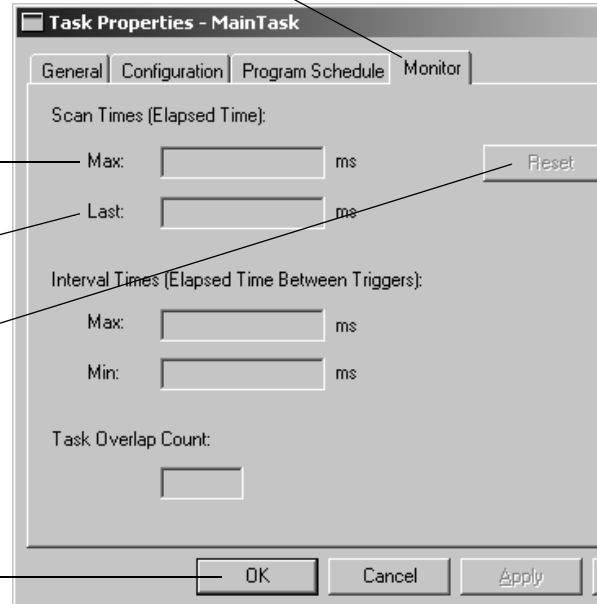 Task Properties - MainTask
General Configuration Program Schedule Monitor
Scan Times (Elapsed Time):
Max: ms Reset
Last: ms
Interval Times (Elapsed Time Between Triggers):
Max: ms
Min: ms
Task Overlap Count:
OK Cancel Apply